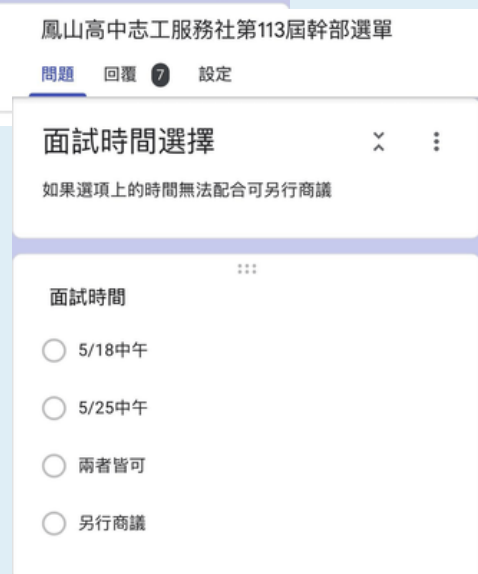 鳳山高中志工服務社第113屆幹部選單
問題 回覆 7 設定
面試時間選擇
如果選項上的時間無法配合可另行商議
面試時間
5/18中午
5/25中午
兩者皆可
另行商議